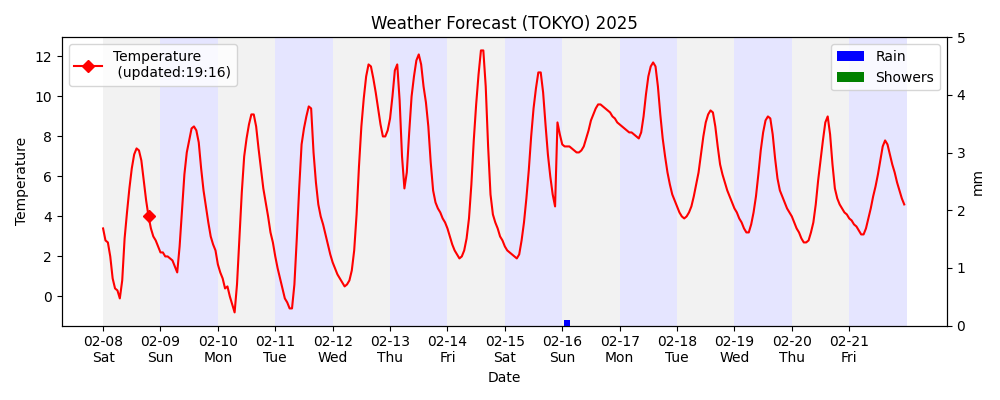 Weather Forecast (TOKYO) 2025
Temperature
(updated:19:16)
Rain
Showers
Temperature
12
10
8
6
4
2
0
5
4
3
2
1
0
mm
02-08 02-09 02-10 02-11 02-12 02-13 02-14 02-15 02-16 02-17 02-18 02-19 02-20 02-21
Sat Sun Mon Tue Wed Thu Fri Sat Sun Mon Tue Wed Thu Fri
Date